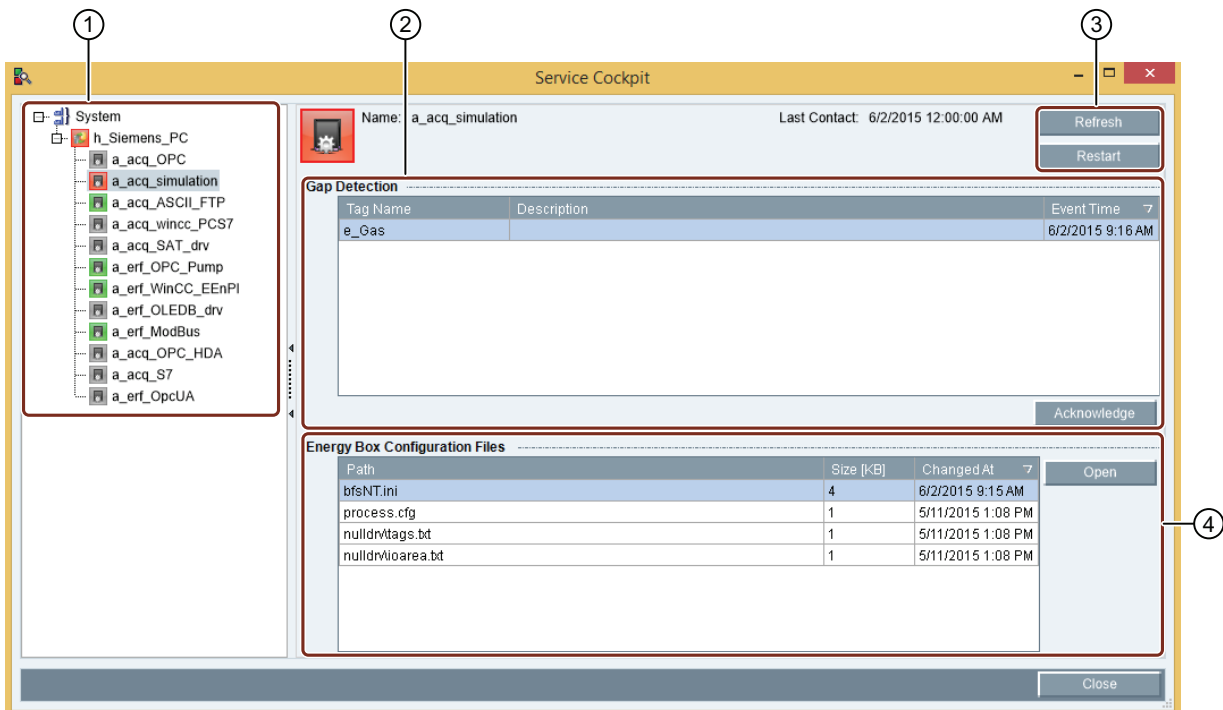 1
2
3
Service Cockpit
System
h_Siemens_PC
a_acq_OPC
a_acq_simulation
a_acq_ASCII_FTP
a_acq_wincc_PCS7
a_acq_SAT_drv
a_erf_OPC_Pump
a_erf_WinCC_EEnPI
a_erf_OLEDB_drv
a_erf_ModBus
a_acq_OPC_HDA
a_acq_S7
a_erf_OpcUA
Name: a_acq_simulation
Last Contact: 6/2/2015 12:00:00 AM
Refresh
Restart
Gap Detection
Tag Name Description Event Time
e_Gas 6/2/2015 9:16 AM
Acknowledge
Energy Box Configuration Files
Path Size [KB] Changed At
bfsNT.ini 4 6/2/2015 9:15 AM
process.cfg 1 5/11/2015 1:08 PM
nulldrv\tags.txt 1 5/11/2015 1:08 PM
nulldrv\ioarea.txt 1 5/11/2015 1:08 PM
Open
4
Close